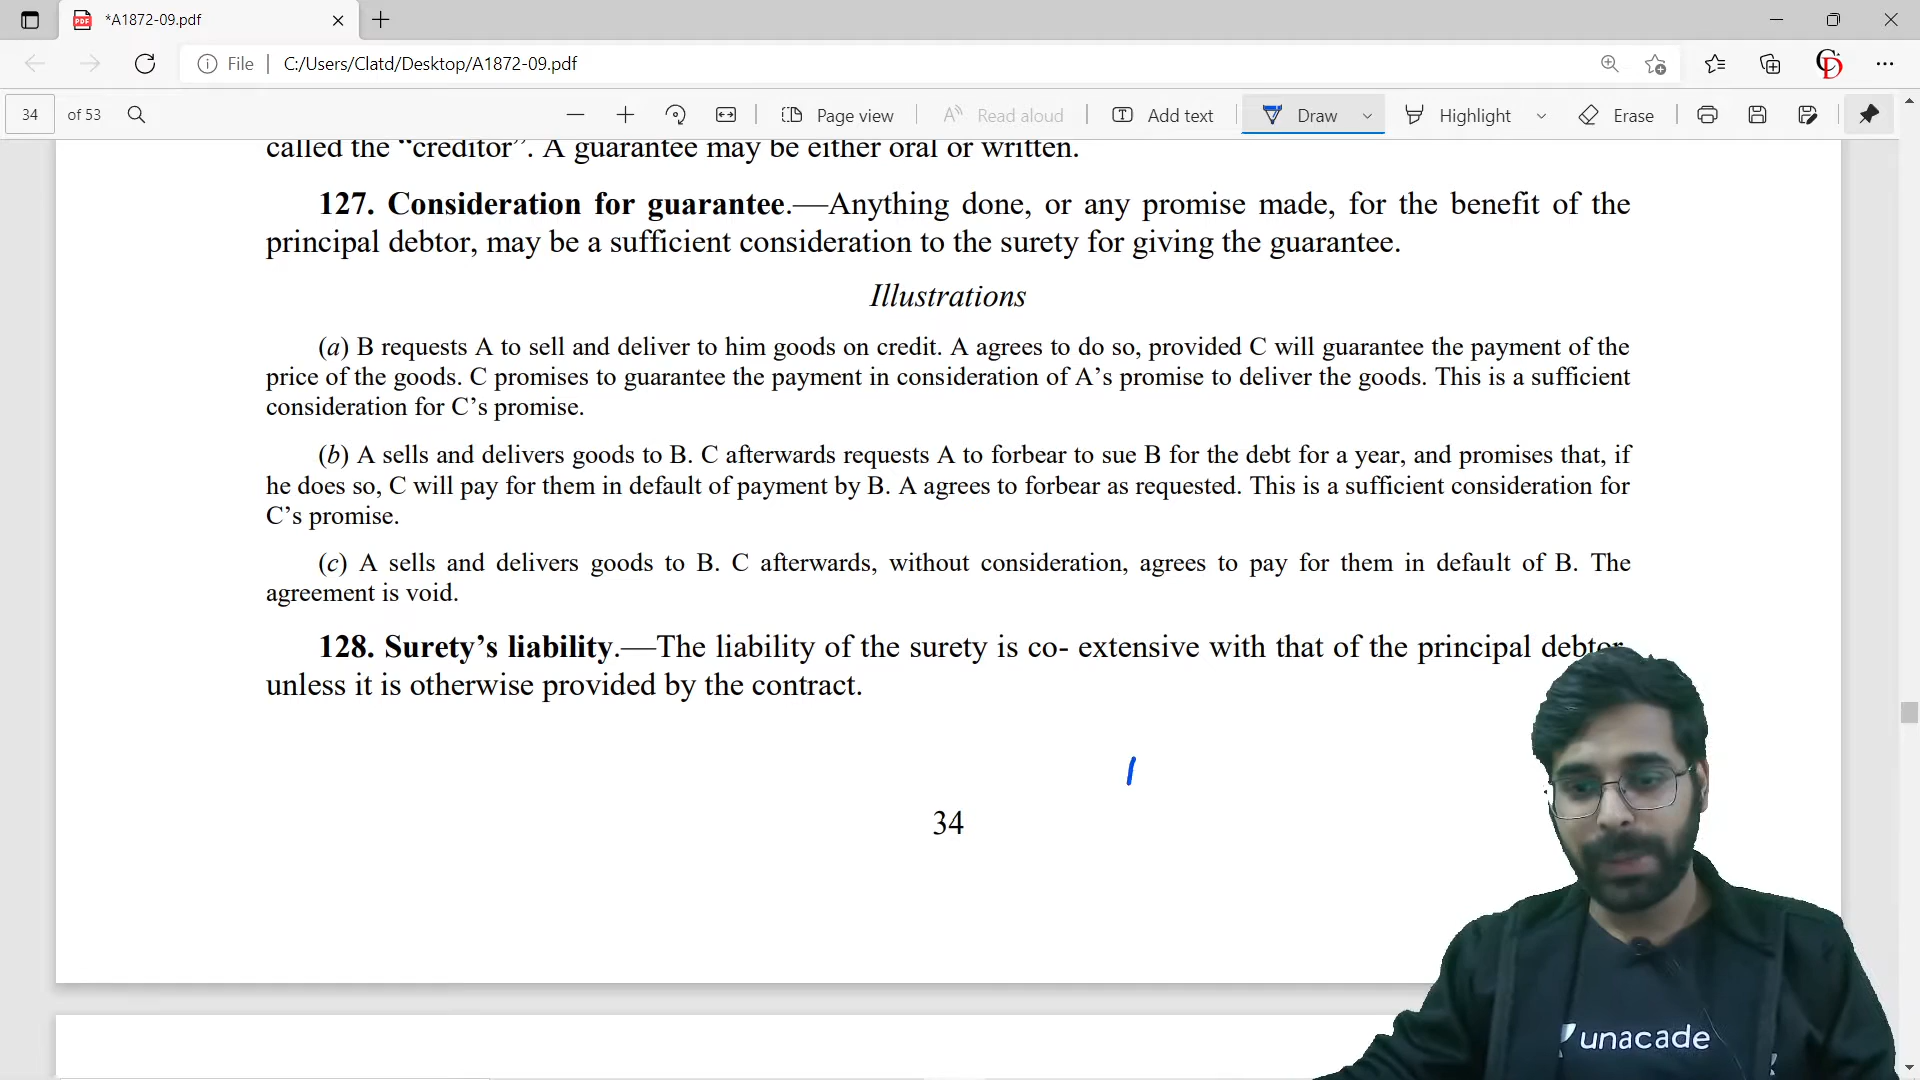 *A1872-09.pdf
File
C:/Users/Clatd/Desktop/A1872-09.pdf
34 of 53
Page view
Read aloud
Add text
Draw
Highlight
Erase
called the “creditor”. A guarantee may be either oral or written.
127. Consideration for guarantee.—Anything done, or any promise made, for the benefit of the
principal debtor, may be a sufficient consideration to the surety for giving the guarantee.
Illustrations
(a) B requests A to sell and deliver to him goods on credit. A agrees to do so, provided C will guarantee the payment of the
price of the goods. C promises to guarantee the payment in consideration of A’s promise to deliver the goods. This is a sufficient
consideration for C’s promise.
(b) A sells and delivers goods to B. C afterwards requests A to forbear to sue B for the debt for a year, and promises that, if
he does so, C will pay for them in default of payment by B. A agrees to forbear as requested. This is a sufficient consideration for
C’s promise.
(c) A sells and delivers goods to B. C afterwards, without consideration, agrees to pay for them in default of B. The
agreement is void.
128. Surety’s liability.—The liability of the surety is co- extensive with that of the principal debtor
unless it is otherwise provided by the contract.
34
unacade